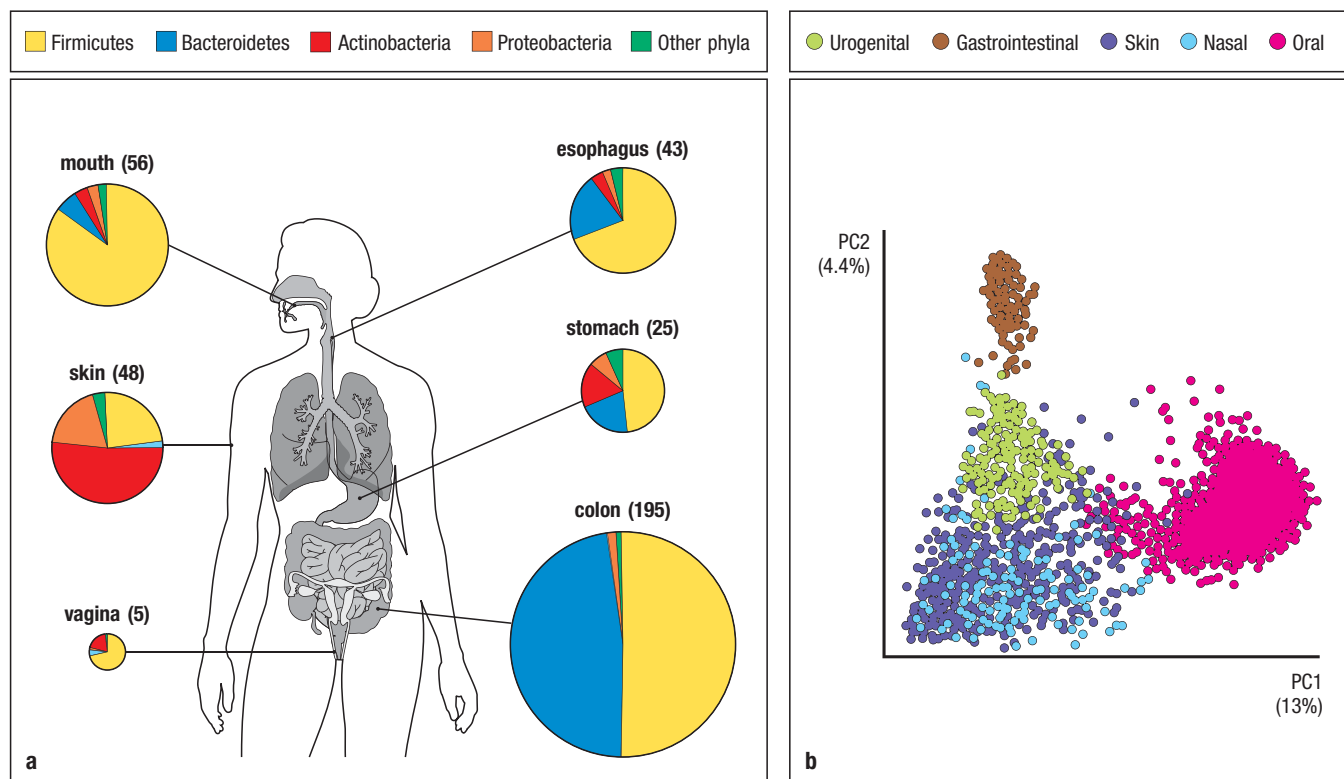 Firmicutes Bacteroidetes Actinobacteria Proteobacteria Other phyla
mouth (56)
esophagus (43)
skin (48)
stomach (25)
vagina (5)
colon (195)
a
Urogenital Gastrointestinal Skin Nasal Oral
PC2
(4.4%)
PC1
(13%)
b